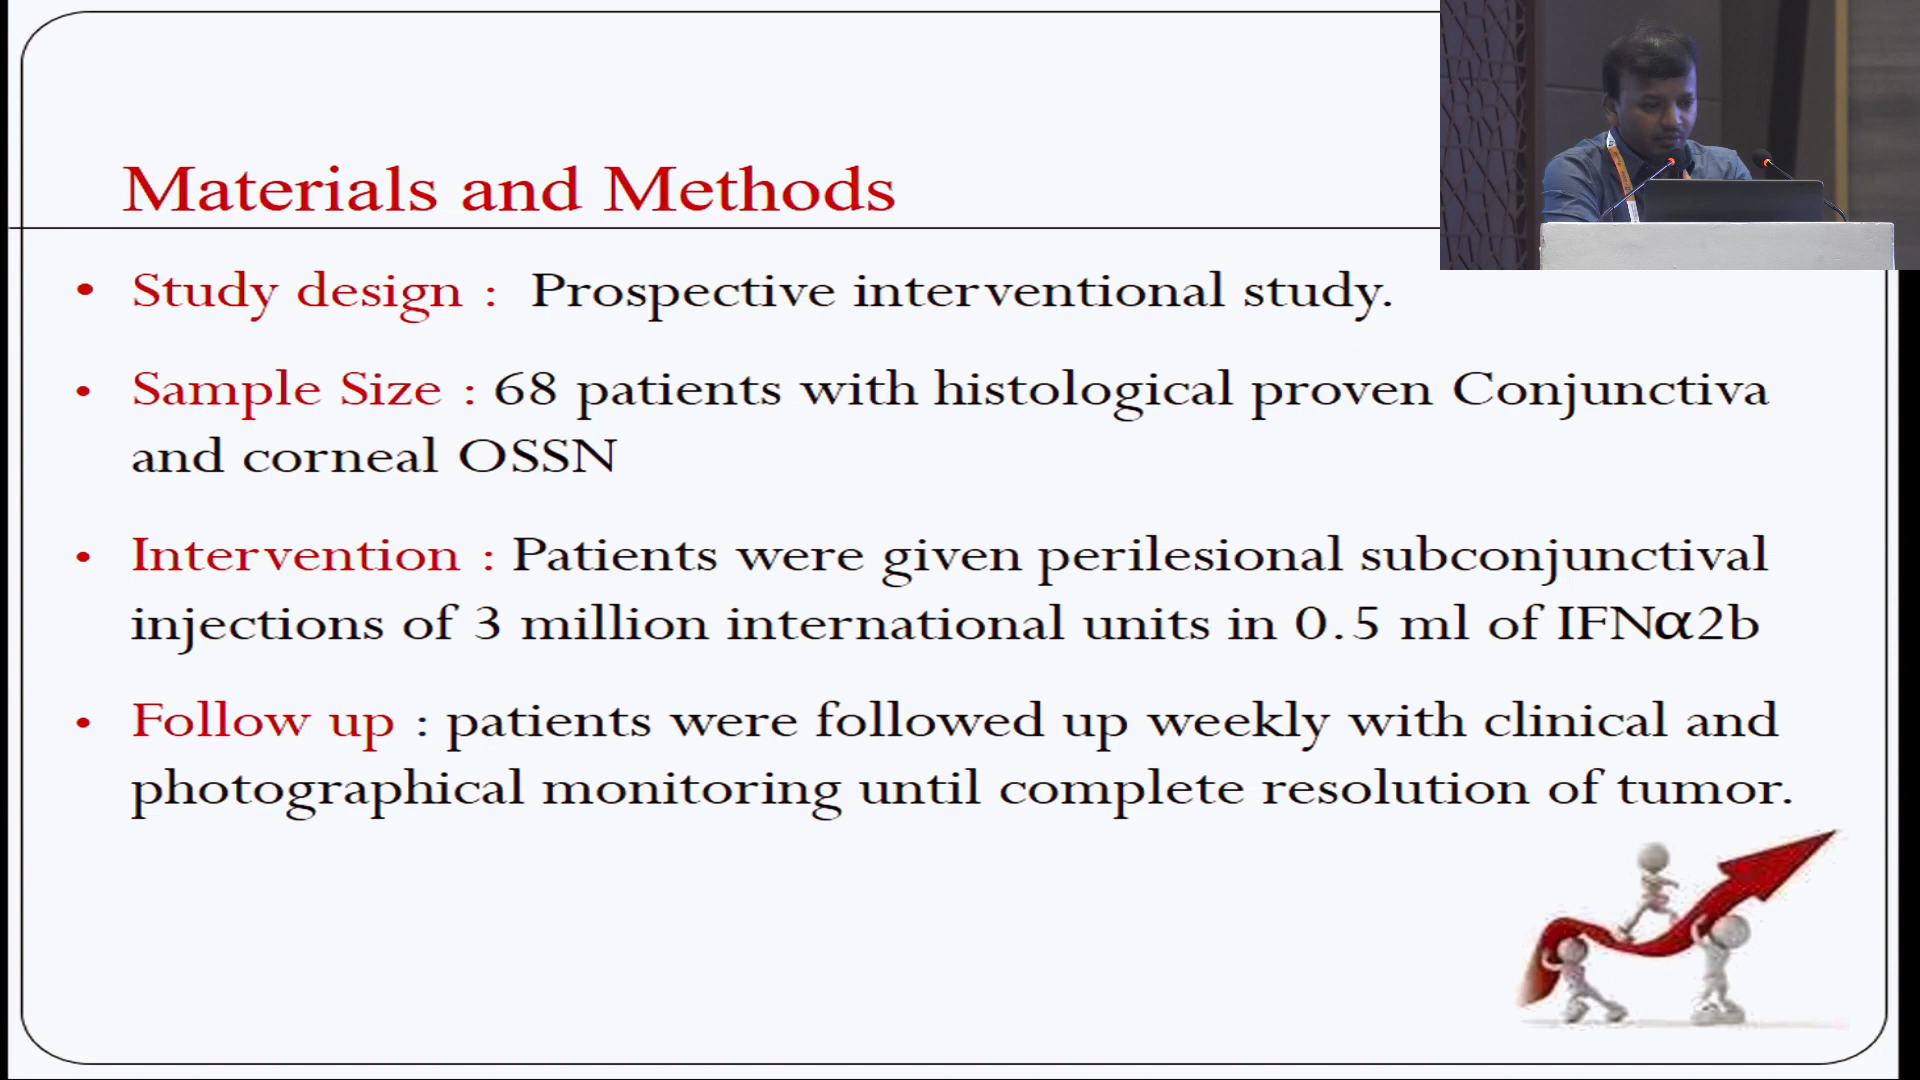 Materials and Methods
• Study design : Prospective interventional study.
• Sample Size : 68 patients with histological proven Conjunctiva
and corneal OSSN
• Intervention : Patients were given perilesional subconjunctival
injections of 3 million international units in 0.5 ml of IFNα2b
• Follow up : patients were followed up weekly with clinical and
photographical monitoring until complete resolution of tumor.